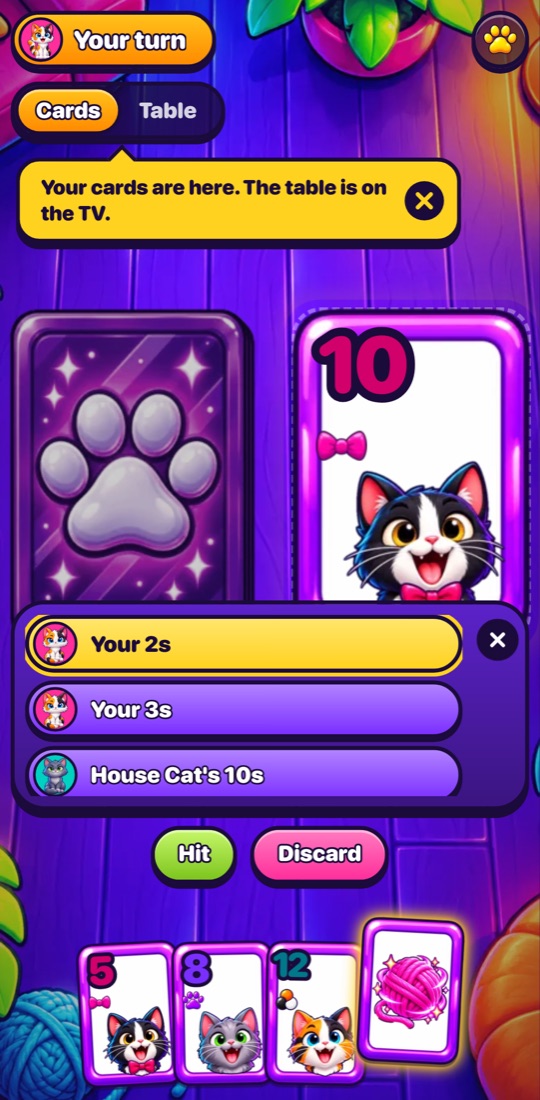 Your turn
Cards
Table
Your cards are here. The table is on
the TV.
10
Your 2s
Your 3s
House Cat's 10s
Hit
Discard
5
8
12